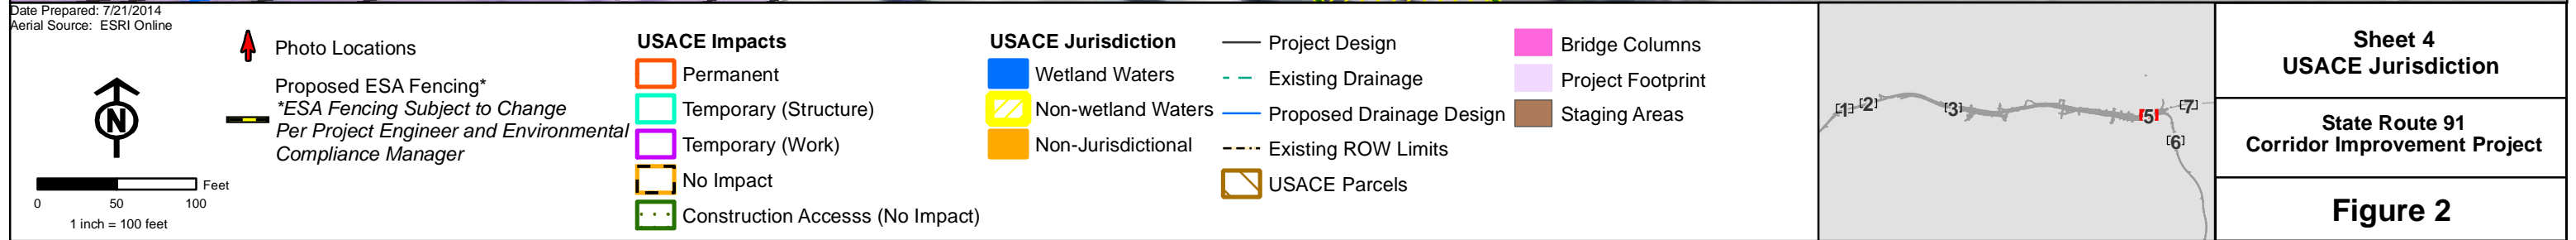 Date Prepared: 7/21/2014
Aerial Source: ESRI Online
N
0 50 100 Feet
1 inch = 100 feet
Photo Locations
Proposed ESA Fencing*
*ESA Fencing Subject to Change
Per Project Engineer and Environmental
Compliance Manager
USACE Impacts
Permanent
Temporary (Structure)
Temporary (Work)
No Impact
Construction Accesss (No Impact)
USACE Jurisdiction
Wetland Waters
Non-wetland Waters
Non-Jurisdictional
Project Design
Existing Drainage
Proposed Drainage Design
Existing ROW Limits
USACE Parcels
Bridge Columns
Project Footprint
Staging Areas
1 2 3 5 7
6
Sheet 4
USACE Jurisdiction
State Route 91
Corridor Improvement Project
Figure 2